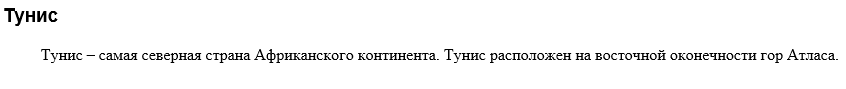 Тунис
Тунис – самая северная страна Африканского континента. Тунис расположен на восточной оконечности гор Атласа.